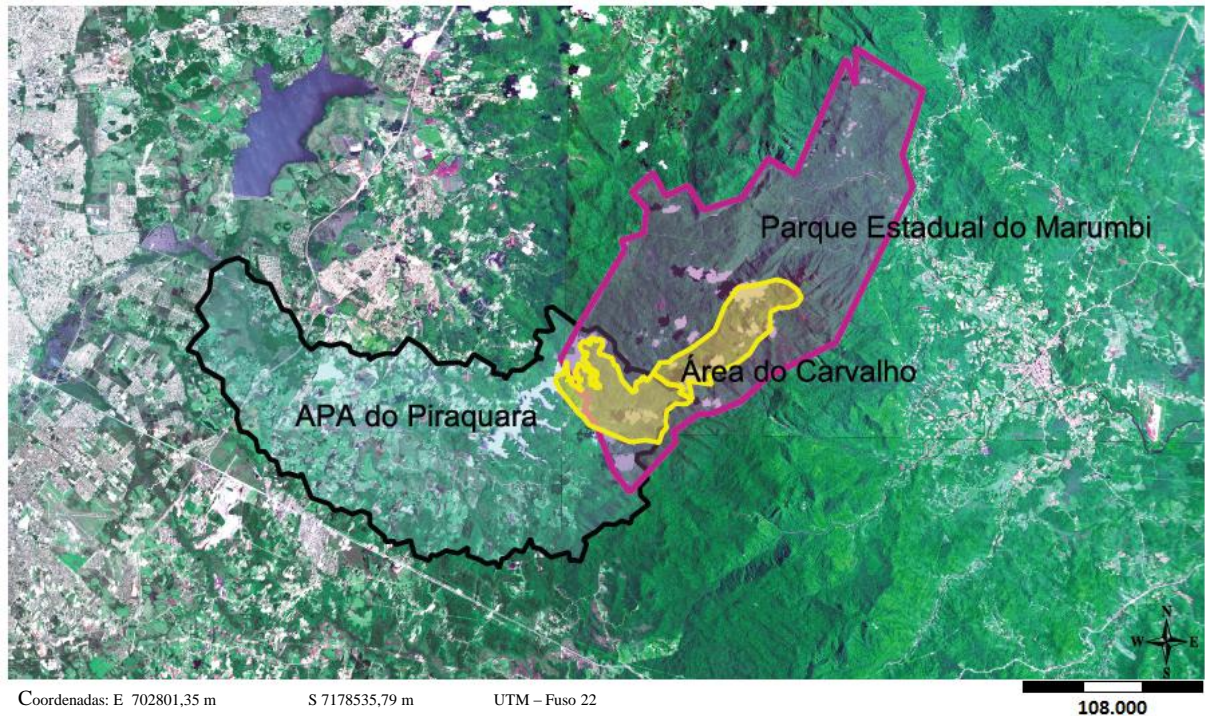 Parque Estadual do Marumbi
Área do Carvalho
APA do Piraquara
N
W E
S
Coordenadas: E 702801,35 m S 7178535,79 m UTM – Fuso 22
108.000